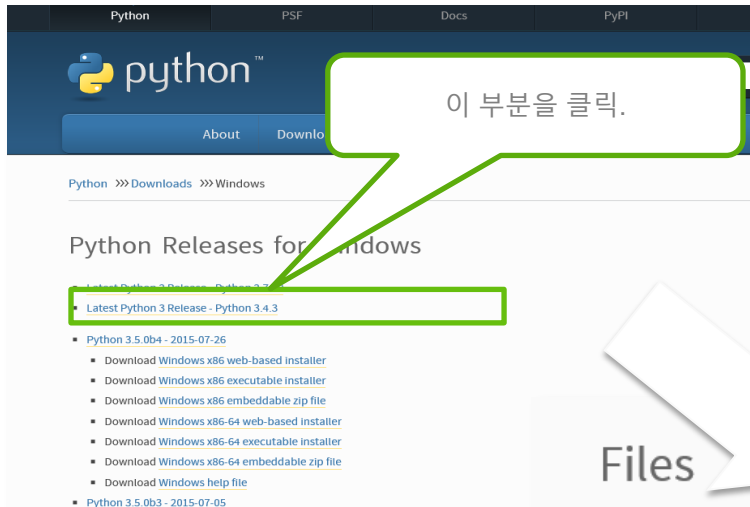 Python PSF Docs PyPI
python™
이 부분을 클릭.
About
Python >>> Downloads >>> Windows
Python Releases for
Latest Python 3 Release - Python 3.4.3
Python 3.5.0b4 - 2015-07-26
Download Windows x86 web-based installer
Download Windows x86 executable installer
Download Windows x86 embeddable zip file
Download Windows x86-64 web-based installer
Download Windows x86-64 executable installer
Download Windows x86-64 embeddable zip file
Download Windows help file
Files
Python 3.5.0b3 - 2015-07-05